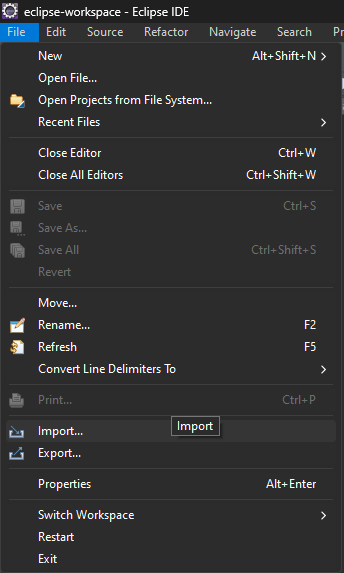 eclipse-workspace - Eclipse IDE
File Edit Source Refactor Navigate Search Pr
New Alt+Shift+N
Open File...
Open Projects from File System...
Recent Files
Close Editor Ctrl+W
Close All Editors Ctrl+Shift+W
Save Ctrl+S
Save As...
Save All Ctrl+Shift+S
Revert
Move...
Rename... F2
Refresh F5
Convert Line Delimiters To
Print... Ctrl+P
Import
Import...
Export...
Properties Alt+Enter
Switch Workspace
Restart
Exit